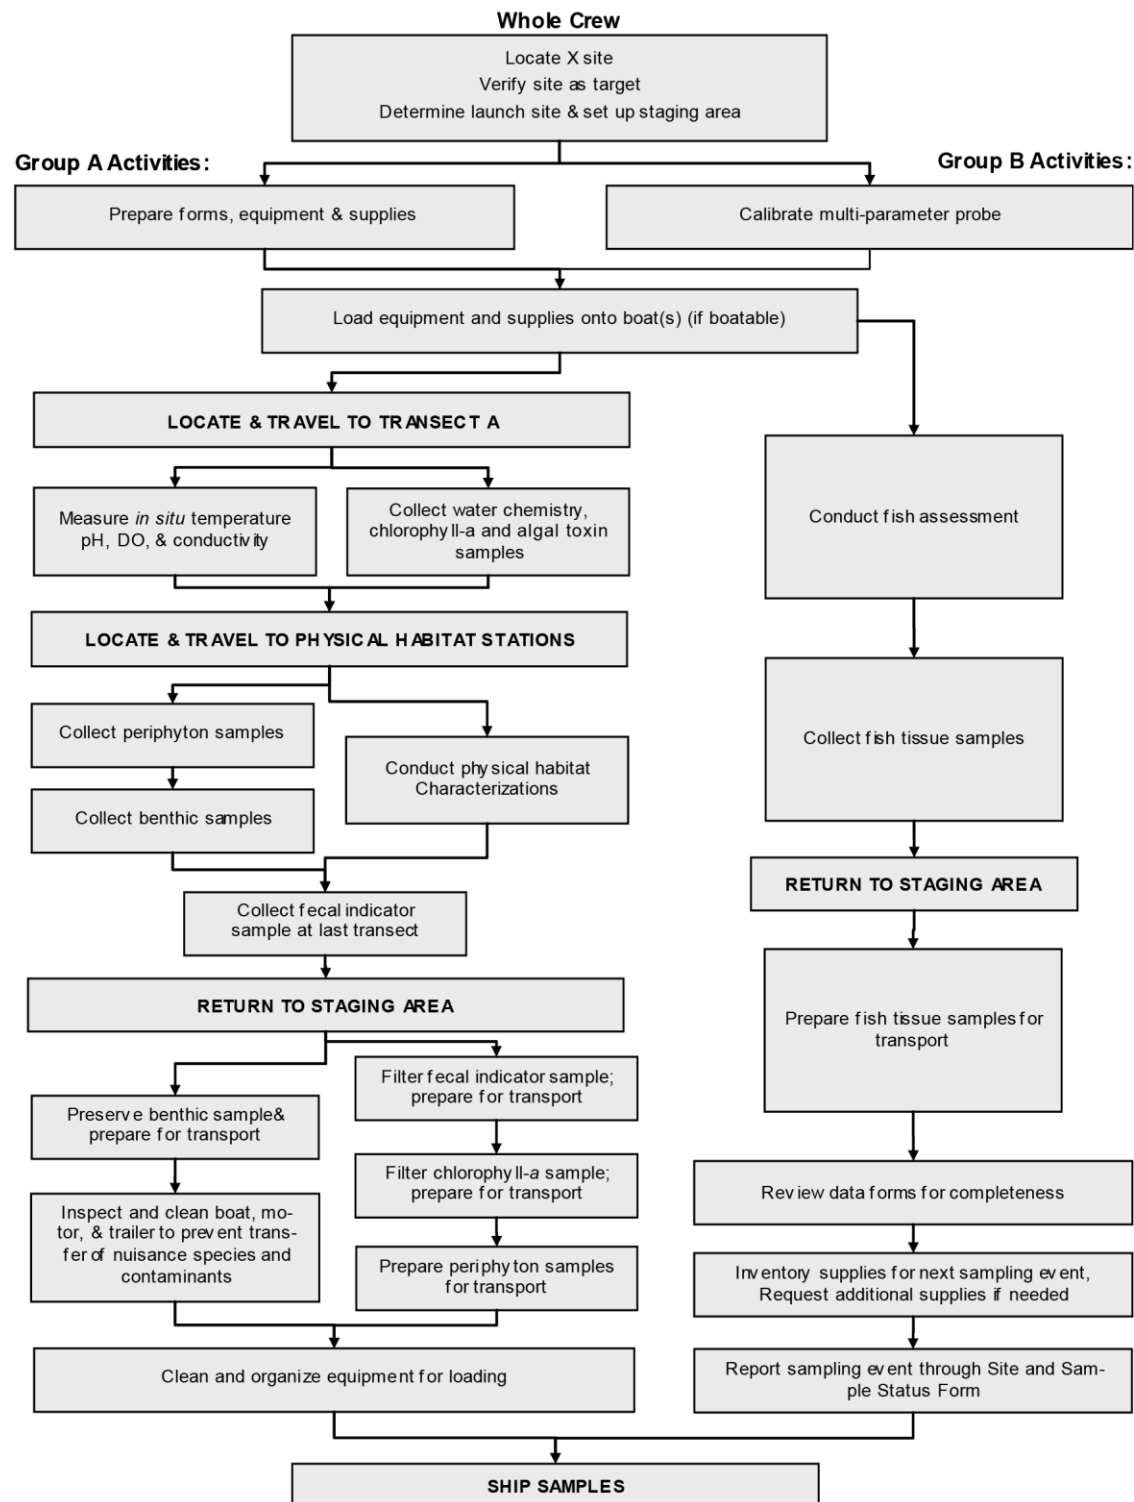 Whole Crew
Locate X site
Verify site as target
Determine launch site & set up staging area
Group A Activities:
Group B Activities:
Prepare forms, equipment & supplies
Calibrate multi-parameter probe
Load equipment and supplies onto boat(s) (if boatable)
LOCATE & TRAVEL TO TRANSECT A
Measure in situ temperature
pH, DO, & conductivity
Collect water chemistry,
chlorophyll-a and algal toxin
samples
Conduct fish assessment
LOCATE & TRAVEL TO PHYSICAL HABITAT STATIONS
Collect periphyton samples
Collect benthic samples
Conduct physical habitat
Characterizations
Collect fish tissue samples
Collect fecal indicator
sample at last transect
RETURN TO STAGING AREA
RETURN TO STAGING AREA
Preserve benthic sample&
prepare for transport
Filter fecal indicator sample;
prepare for transport
Prepare fish tissue samples for
transport
Filter chlorophyll-a sample;
prepare for transport
Inspect and clean boat, mo-
tor, & trailer to prevent trans-
fer of nuisance species and
contaminants
Prepare periphyton samples
for transport
Review data forms for completeness
Inventory supplies for next sampling event,
Request additional supplies if needed
Clean and organize equipment for loading
Report sampling event through Site and Sam-
ple Status Form
SHIP SAMPLES